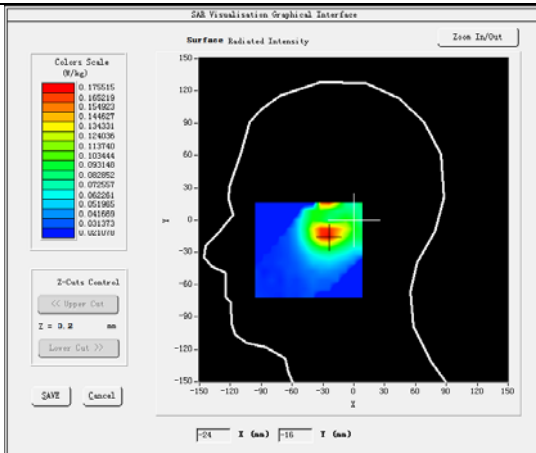 SAR Visualisation Graphical Interface
Surface Radiated Intensity
Zoom In/Out
Colors Scale
(W/kg)
0.175515
0.165219
0.154923
0.144627
0.134331
0.124036
0.113740
0.103444
0.093148
0.082852
0.072557
0.062261
0.051965
0.041669
0.031373
0.021078
Z-Cuts Control
<< Upper Cut
Z = 3.2 mm
Lower Cut >>
SAVE Cancel
150-
120-
90-
60-
30-
Y 0-
-30-
-60-
-90-
-120-
-150-
-150 -120 -90 -60 -30 0 30 60 90 120 150
X
-24 X (mm) -16 Y (mm)